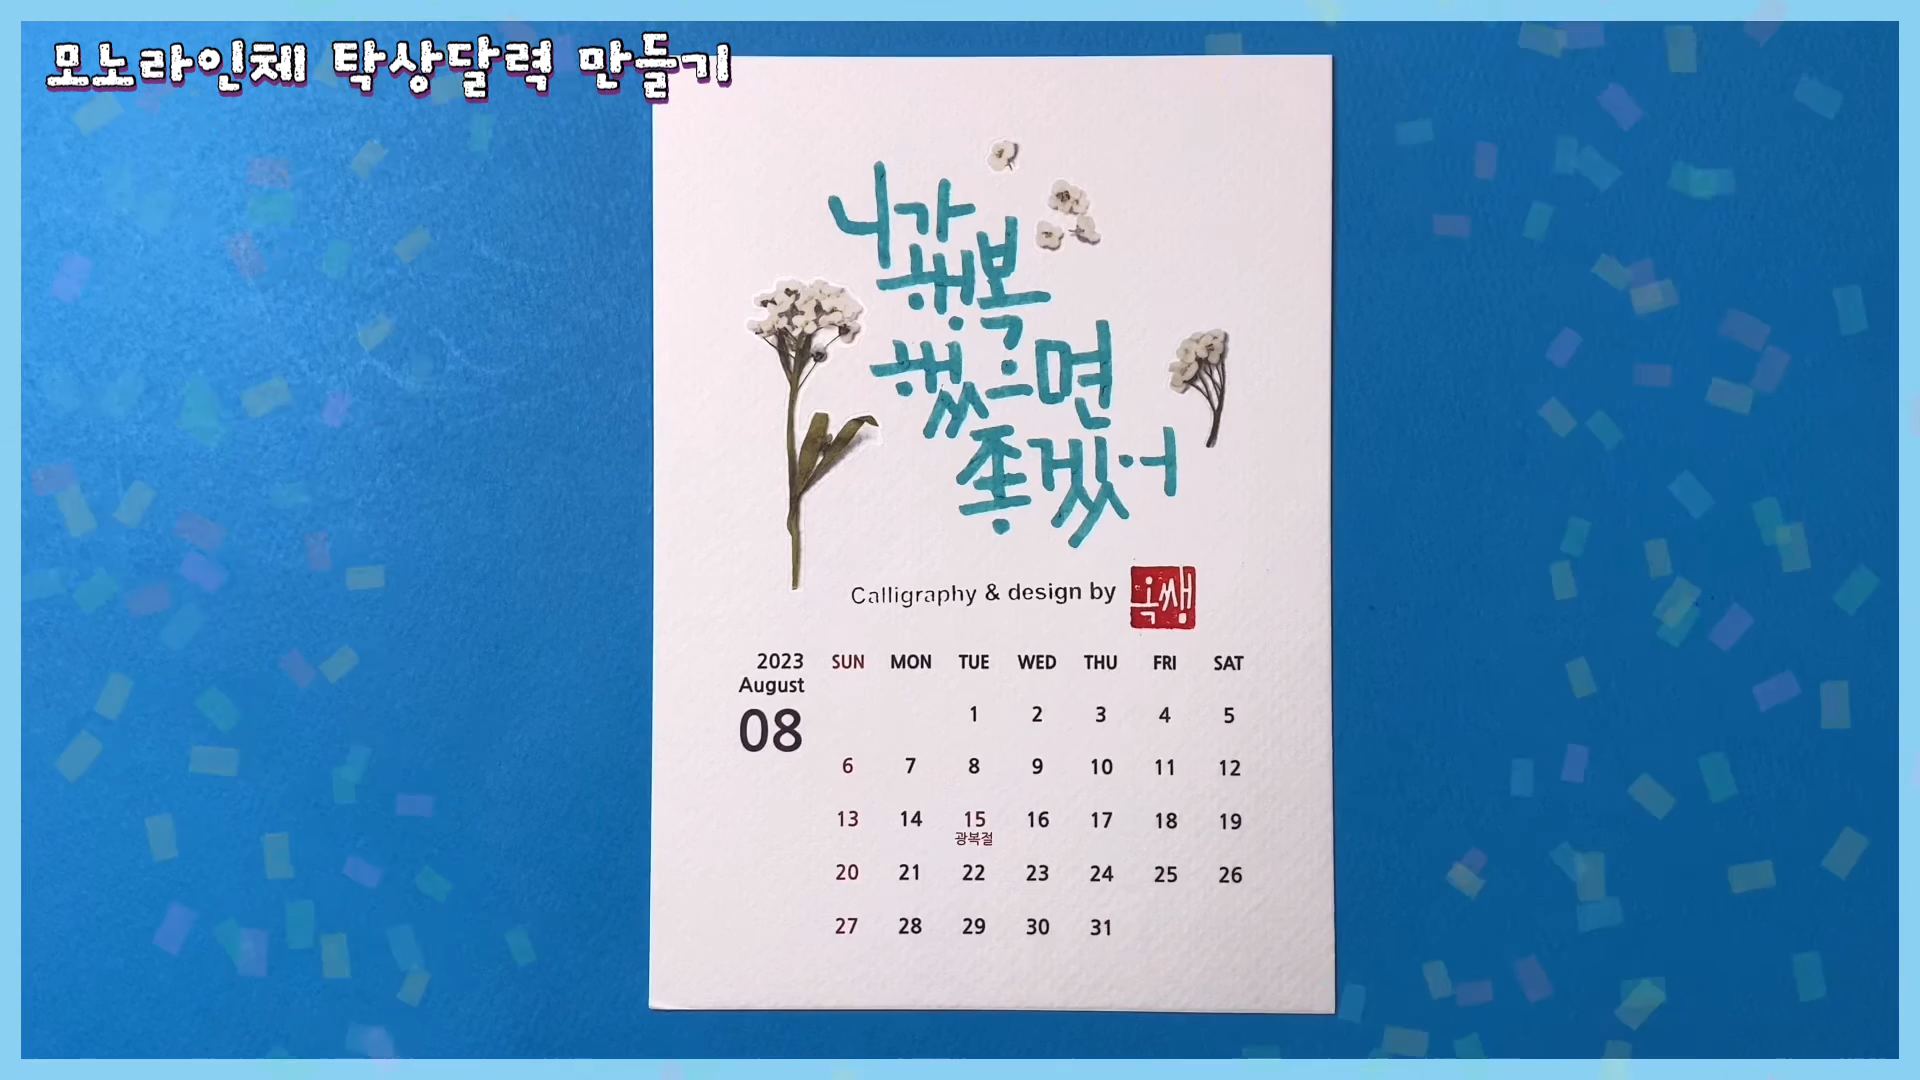 모노라인체 탁상달력 만들기
니가
행복
했으면
좋겠어
Calligraphy & design by 옥쌤
2023 SUN MON TUE WED THU FRI SAT
August
08
1 2 3 4 5
6 7 8 9 10 11 12
13 14 15 16 17 18 19
광복절
20 21 22 23 24 25 26
27 28 29 30 31